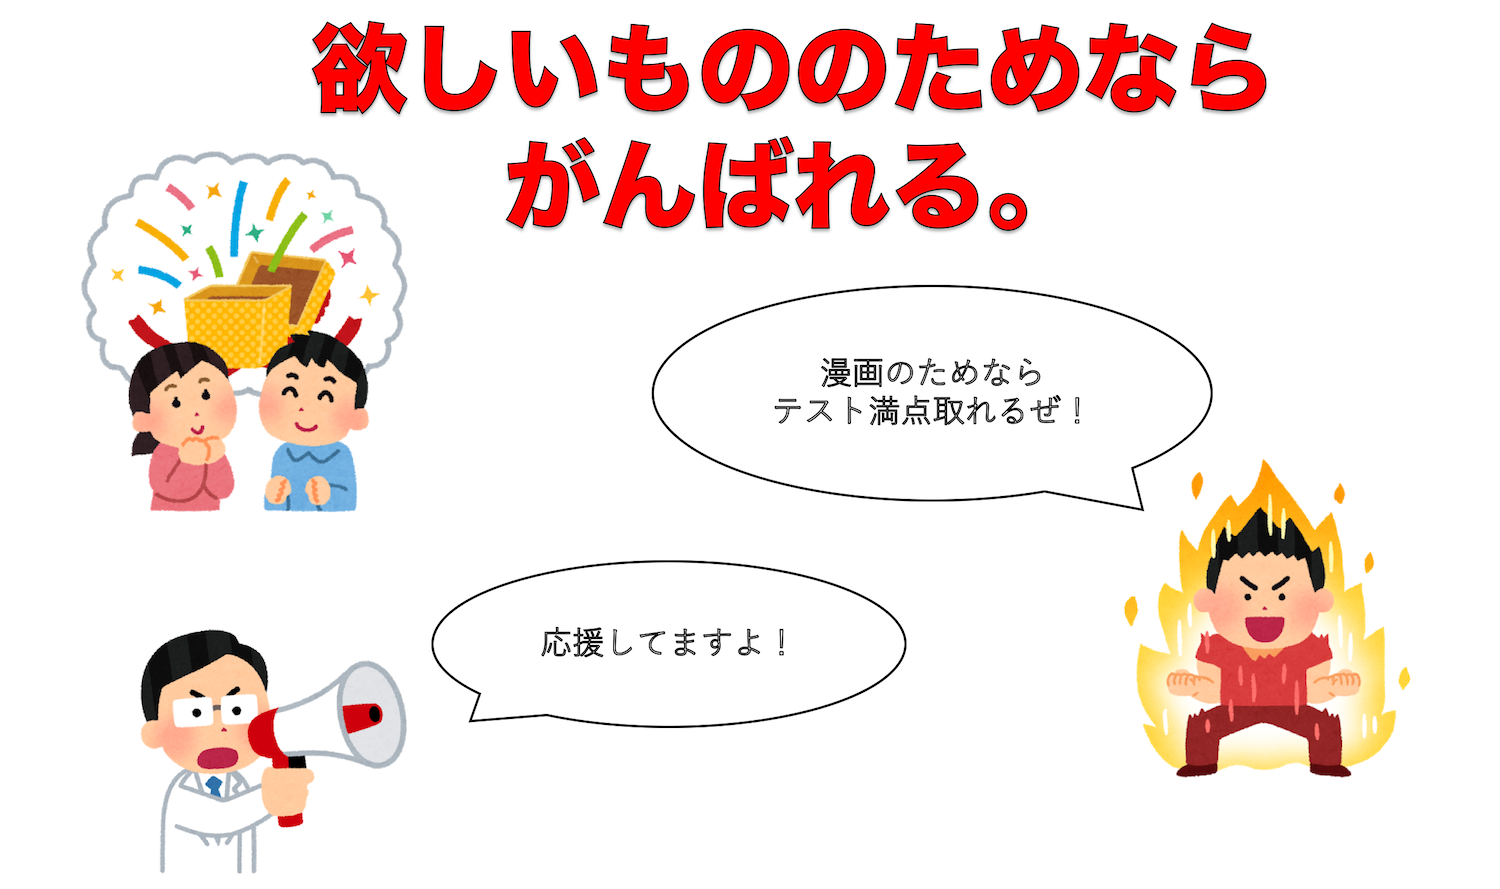 欲しいもののためなら
がんばれる。
漫画のためなら
テスト満点取れるぜ！
応援してますよ！